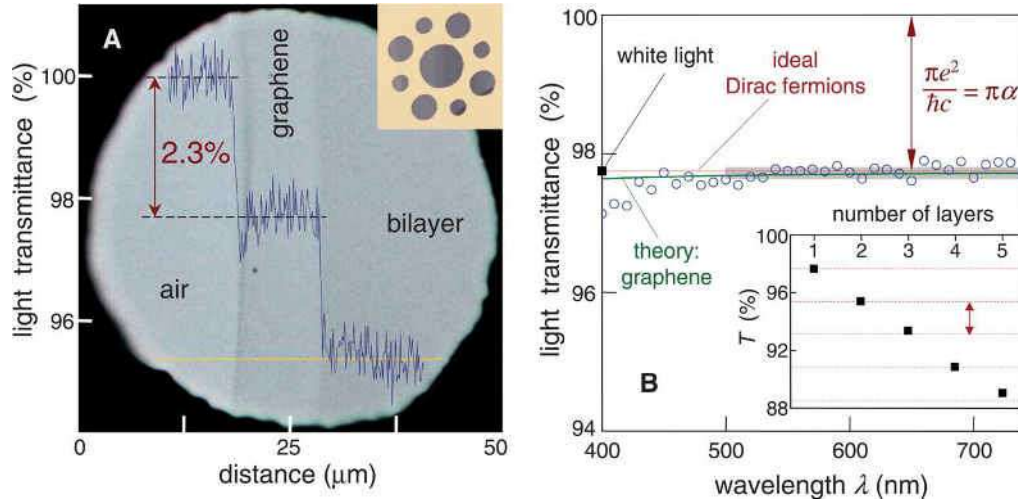 A
light transmittance (%)
100
98
96
2.3%
graphene
air
bilayer
0
25
50
distance (μm)
light transmittance (%)
100
98
96
94
white light
ideal
Dirac fermions
πe²/ħc = πα
theory:
graphene
number of layers
1 2 3 4 5
T (%)
100
96
92
88
B
400 500 600 700
wavelength λ (nm)